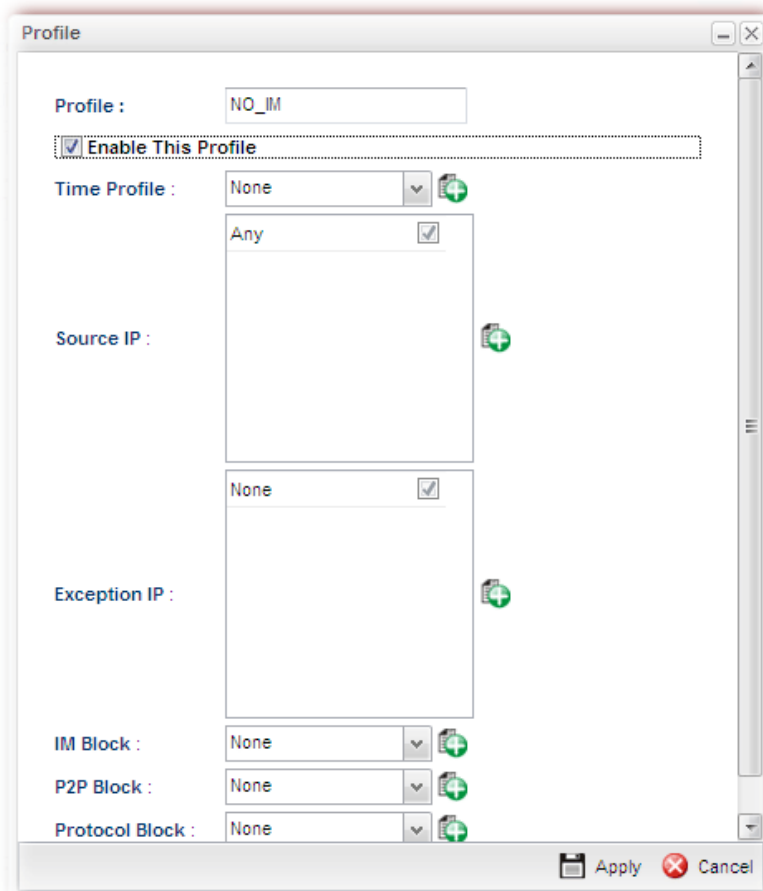 Profile
Profile :
NO_IM
Enable This Profile
Time Profile :
None
Any
Source IP :
None
Exception IP :
IM Block :
None
P2P Block :
None
Protocol Block :
None
Apply
Cancel